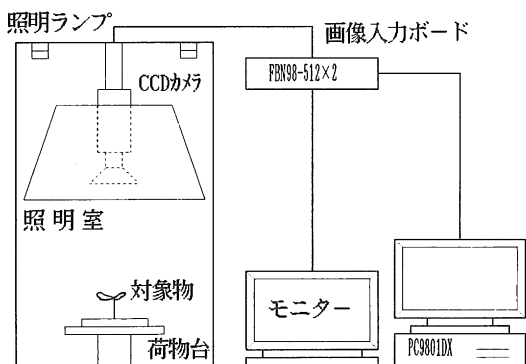 照明ランプ
画像入力ボード
FBN98-512×2
CCDカメラ
照明室
対象物
モニター
荷物台
PC9801DX